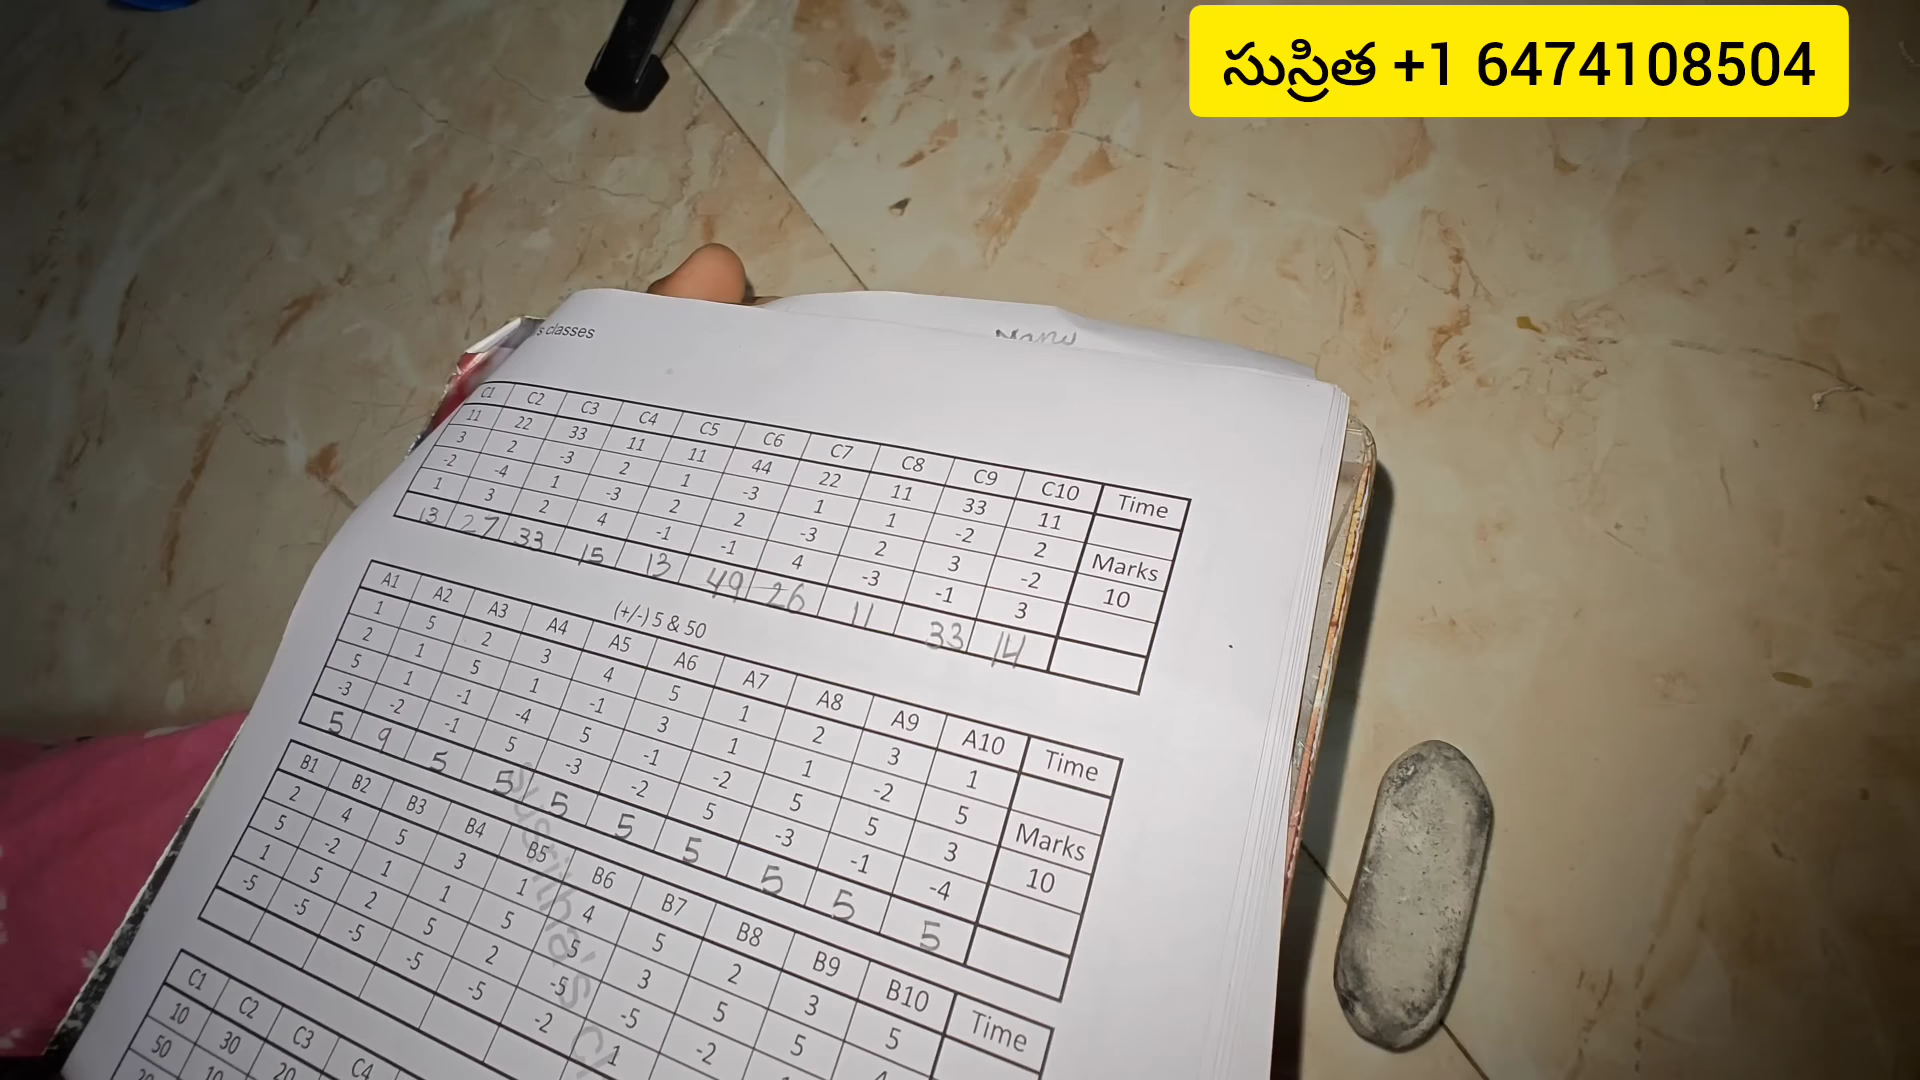 సుస్రిత +1 6474108504
s classes
C1 C2 C3 C4 C5 C6 C7 C8 C9 C10 Time
11 22 33 11 11 44 22 11 33 11
3 2 -3 2 1 -3 1 1 -2 2 Marks
-2 -4 1 -3 2 2 -3 2 3 -2 10
1 3 2 4 -1 -1 4 -3 -1 3
13 27 33 15 13 49 26 11 33 14
(+/-) 5 & 50
A1 A2 A3 A4 A5 A6 A7 A8 A9 A10 Time
1 5 2 3 4 5 1 2 3 1
2 1 5 1 -1 3 1 1 -2 5 Marks
5 1 -1 -4 5 -1 -2 5 5 3 10
-3 -2 -1 5 -3 -2 5 -3 -1 -4
5 9 5 5 5 5 5 5 5 5
B1 B2 B3 B4 B5 B6 B7 B8 B9 B10 Time
2 4 5 3 1 4 5 2 3 5
5 -2 1 1 5 5 3 5 5
1 5 2 5 2 -5 -5 -2
-5 -5 -5 -5 -5 -2 1
C1 C2 C3 C4
10 30 20
50 10